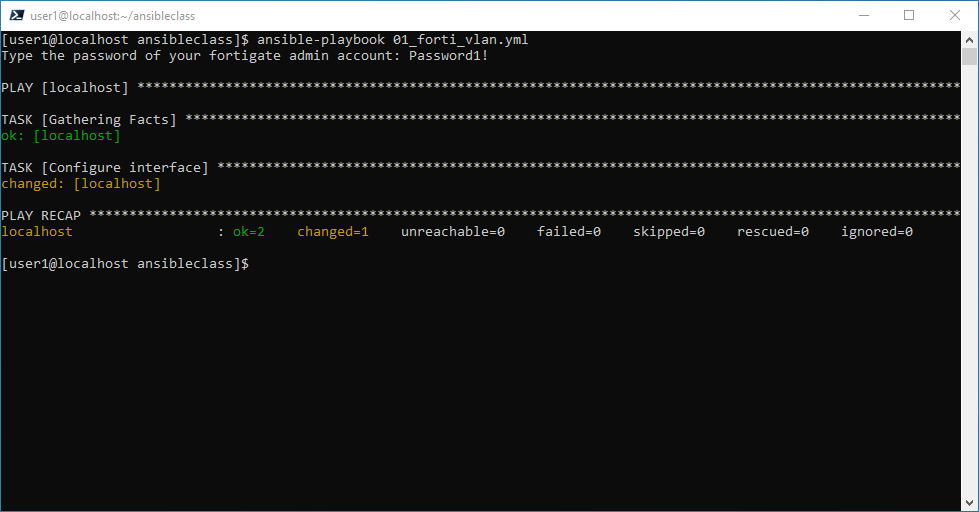 user1@localhost:~/ansibleclass
[user1@localhost ansibleclass]$ ansible-playbook 01_forti_vlan.yml
Type the password of your fortigate admin account: Password1!
PLAY [localhost] *******************************************************************************************************
TASK [Gathering Facts] *************************************************************************************************
ok: [localhost]
TASK [Configure interface] *********************************************************************************************
changed: [localhost]
PLAY RECAP *************************************************************************************************************
localhost                  : ok=2    changed=1    unreachable=0    failed=0    skipped=0    rescued=0    ignored=0
[user1@localhost ansibleclass]$